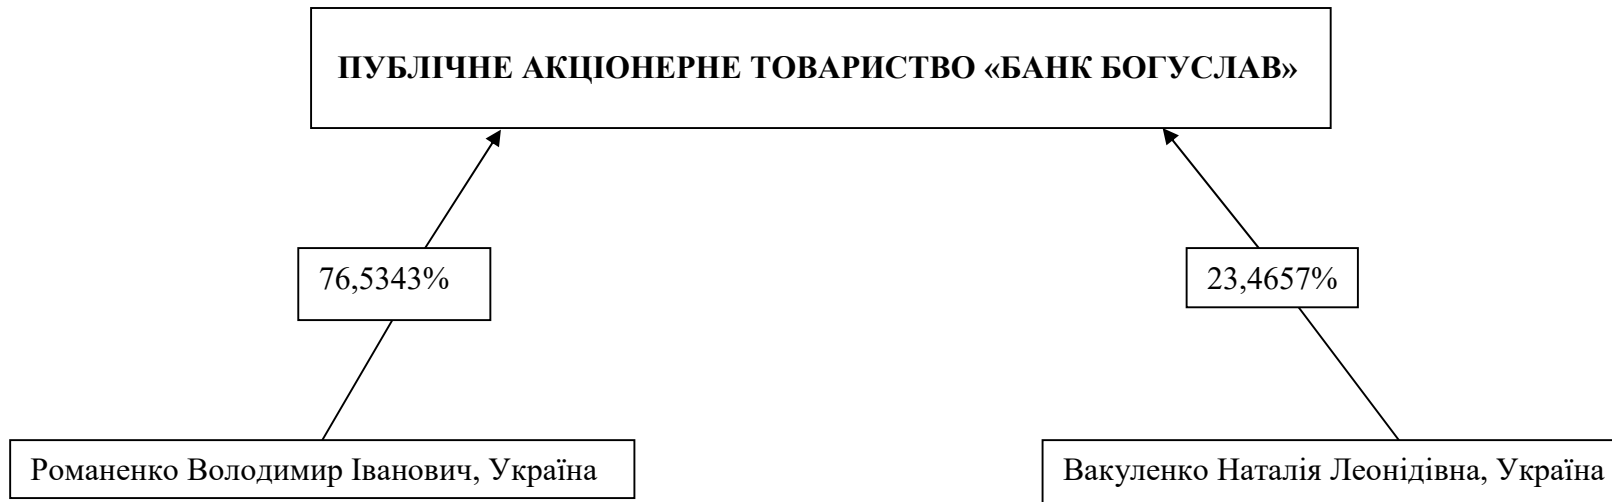 ПУБЛІЧНЕ АКЦІОНЕРНЕ ТОВАРИСТВО «БАНК БОГУСЛАВ»
76,5343%
23,4657%
Романенко Володимир Іванович, Україна
Вакуленко Наталія Леонідівна, Україна